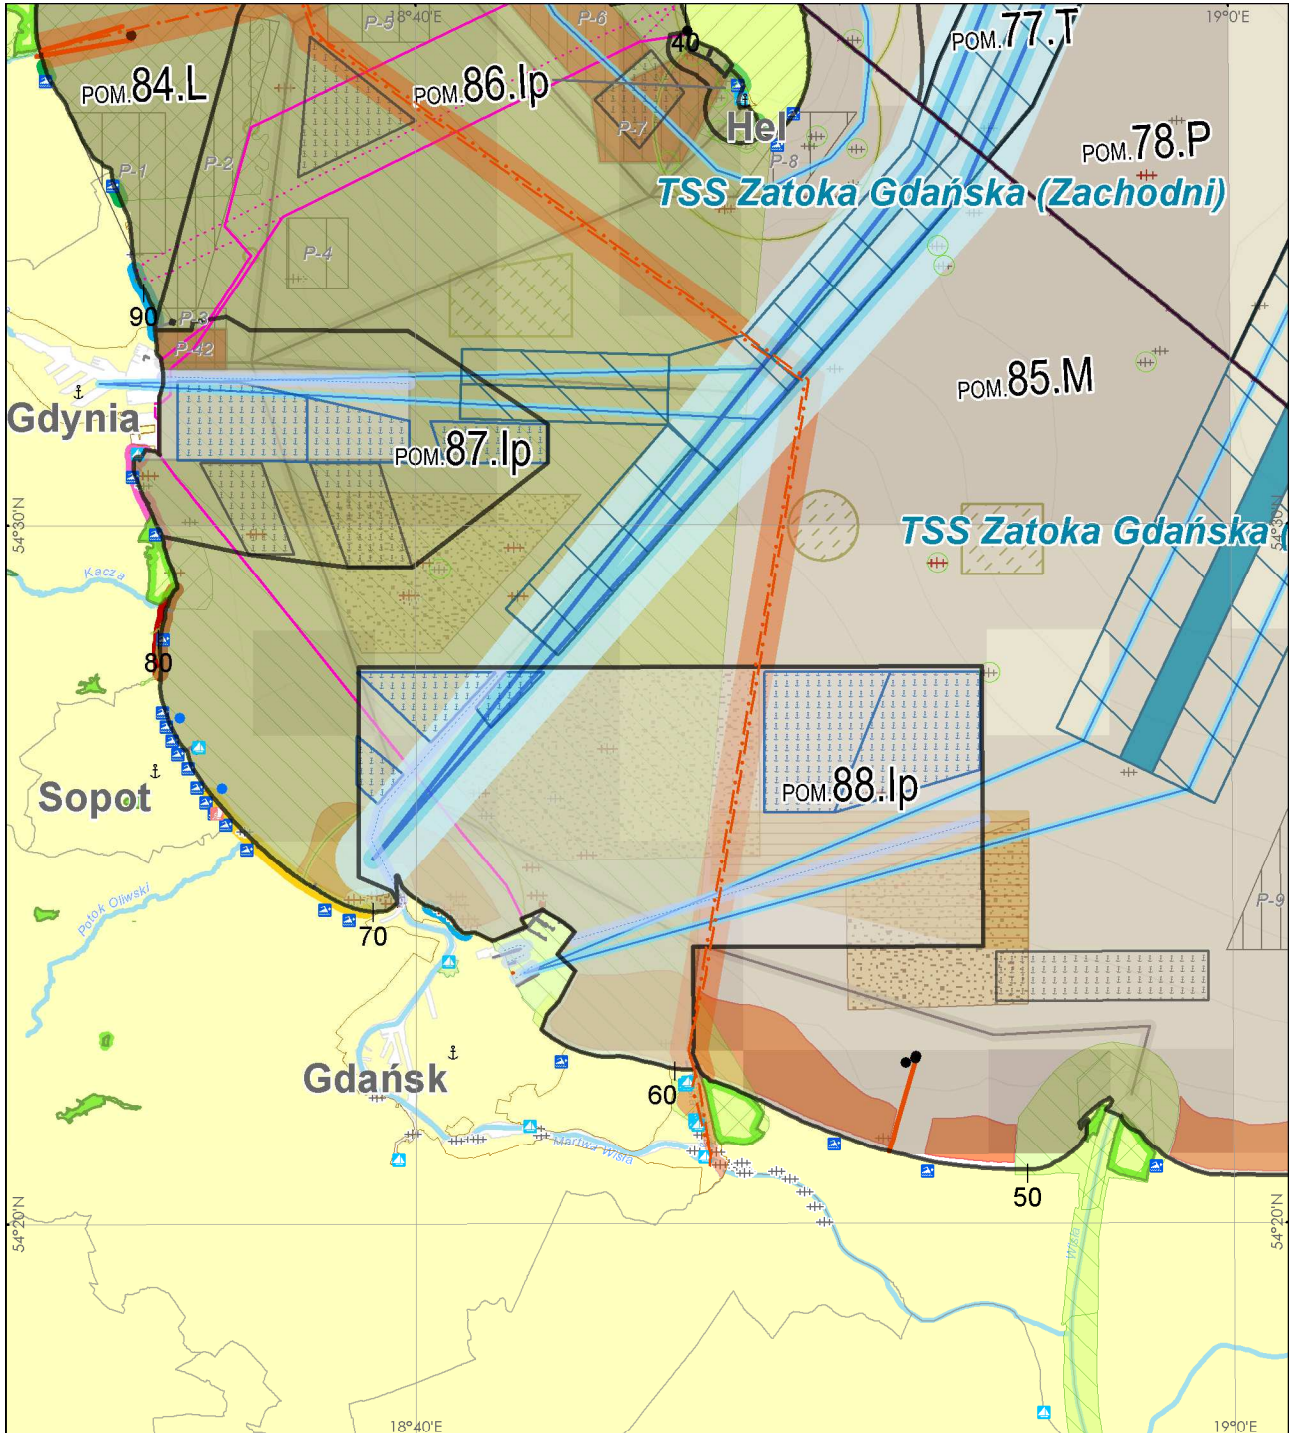 18°40'E
19°0'E
P-5
P-6
40
POM.77.T
POM.84.L
POM.86.Ip
P-7
Hel
P-8
POM.78.P
P-1
P-2
TSS Zatoka Gdańska (Zachodni)
P-4
90
P-3
P-42
POM.85.M
Gdynia
POM.87.Ip
54°30'N
TSS Zatoka Gdańska
54°30'N
Kacza
80
Sopot
POM.88.Ip
Potok Oliwski
P-9
70
Gdańsk
60
Martwa Wisła
50
54°20'N
Wisła
54°20'N
18°40'E
19°0'E